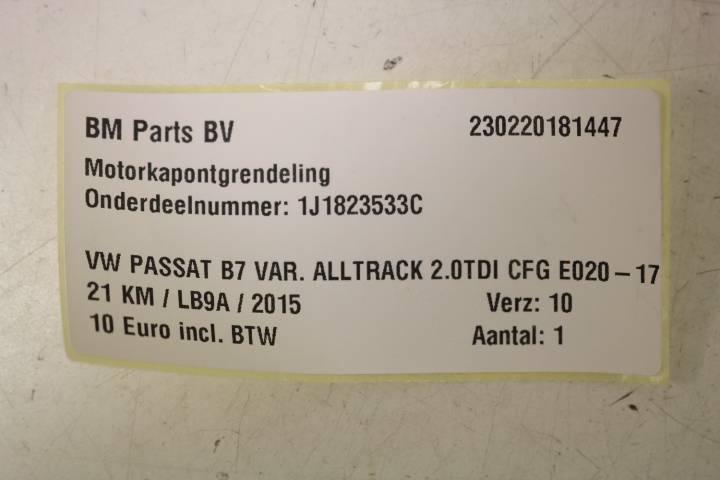 BM Parts BV 230220181447
Motorkapontgrendeling
Onderdeelnummer: 1J1823533C
VW PASSAT B7 VAR. ALLTRACK 2.0TDI CFG E020-17
21 KM / LB9A / 2015 Verz: 10
10 Euro incl. BTW Aantal: 1